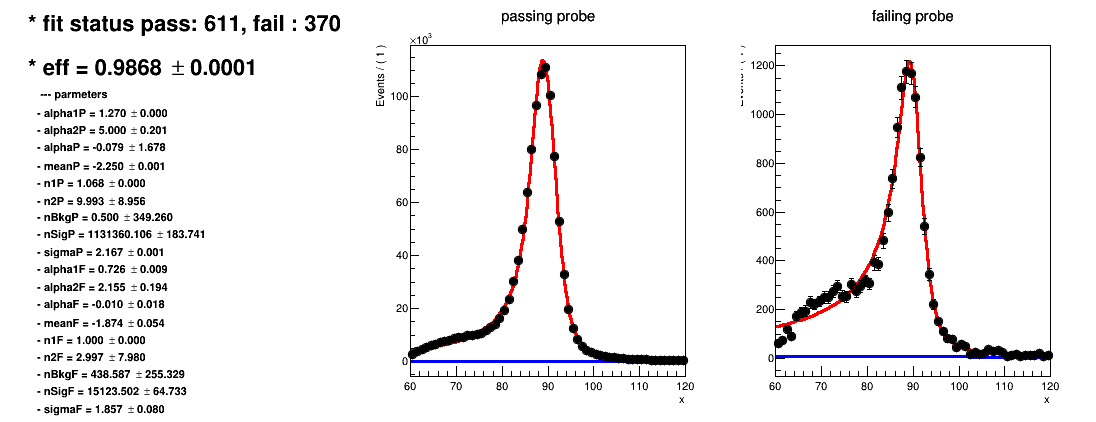 * fit status pass: 611, fail : 370
* eff = 0.9868 ± 0.0001
--- parmeters
- alpha1P = 1.270 ± 0.000
- alpha2P = 5.000 ± 0.201
- alphaP = -0.079 ± 1.678
- meanP = -2.250 ± 0.001
- n1P = 1.068 ± 0.000
- n2P = 9.993 ± 8.956
- nBkgP = 0.500 ± 349.260
- nSigP = 1131360.106 ± 183.741
- sigmaP = 2.167 ± 0.001
- alpha1F = 0.726 ± 0.009
- alpha2F = 2.155 ± 0.194
- alphaF = -0.010 ± 0.018
- meanF = -1.874 ± 0.054
- n1F = 1.000 ± 0.000
- n2F = 2.997 ± 7.980
- nBkgF = 438.587 ± 255.329
- nSigF = 15123.502 ± 64.733
- sigmaF = 1.857 ± 0.080
passing probe
×10³
Events / ( 1 )
100
80
60
40
20
0
60 70 80 90 100 110 120
x
failing probe
Events / ( 1 )
1200
1000
800
600
400
200
0
60 70 80 90 100 110 120
x